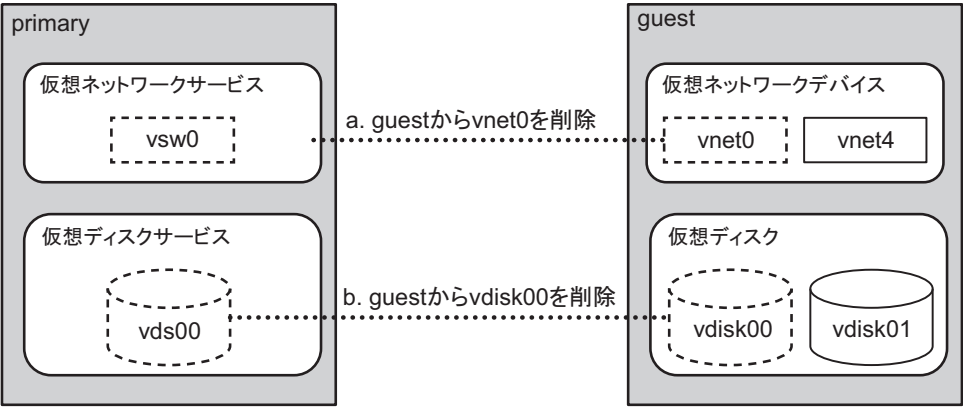 primary
仮想ネットワークサービス
vsw0
仮想ディスクサービス
vds00
a. guestからvnet0を削除
b. guestからvdisk00を削除
guest
仮想ネットワークデバイス
vnet0
vnet4
仮想ディスク
vdisk00
vdisk01